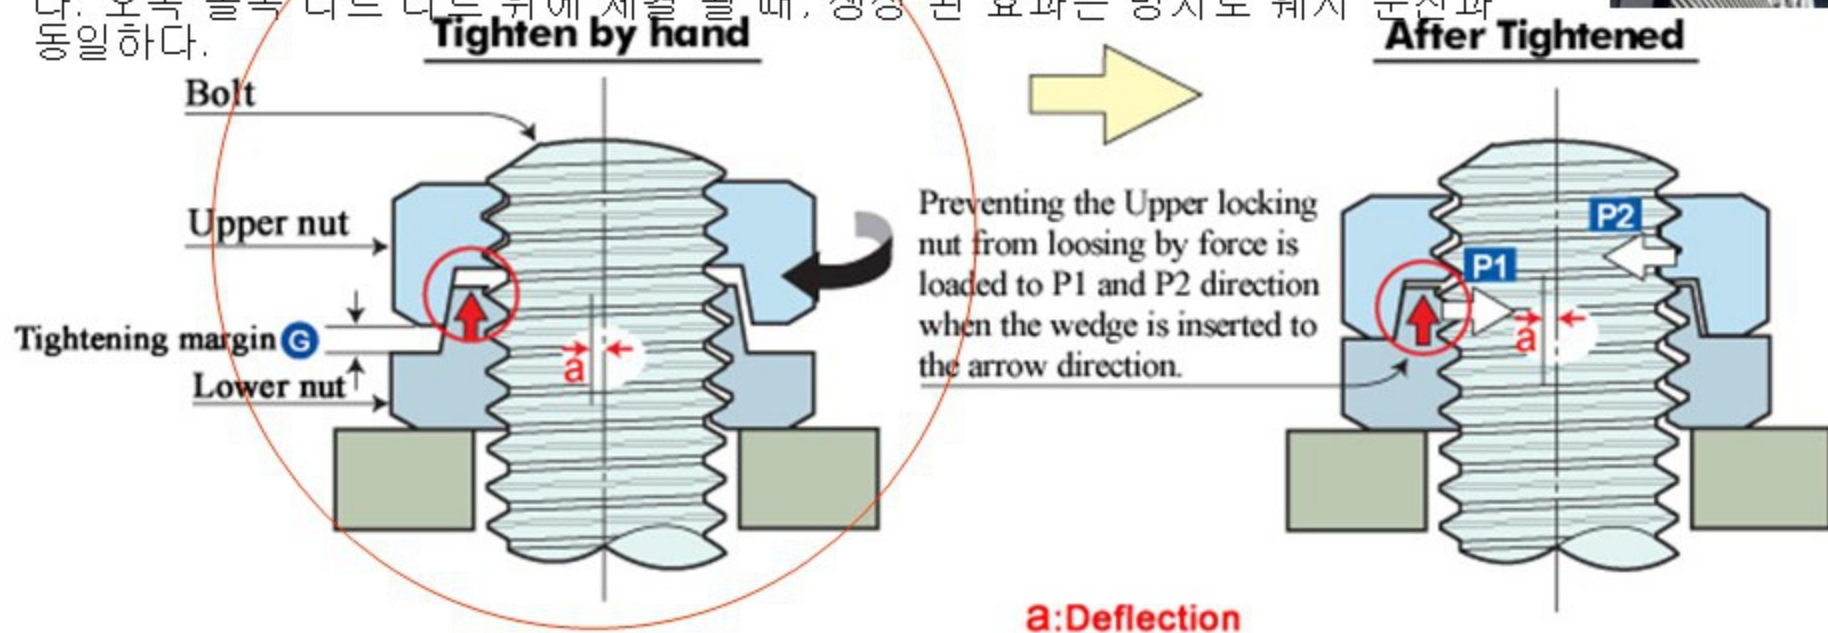 동일하다.
Tighten by hand
After Tightened
Bolt
Upper nut
Tightening margin G
Lower nut
a
Preventing the Upper locking
nut from loosing by force is
loaded to P1 and P2 direction
when the wedge is inserted to
the arrow direction.
P2
P1
a
a:Deflection